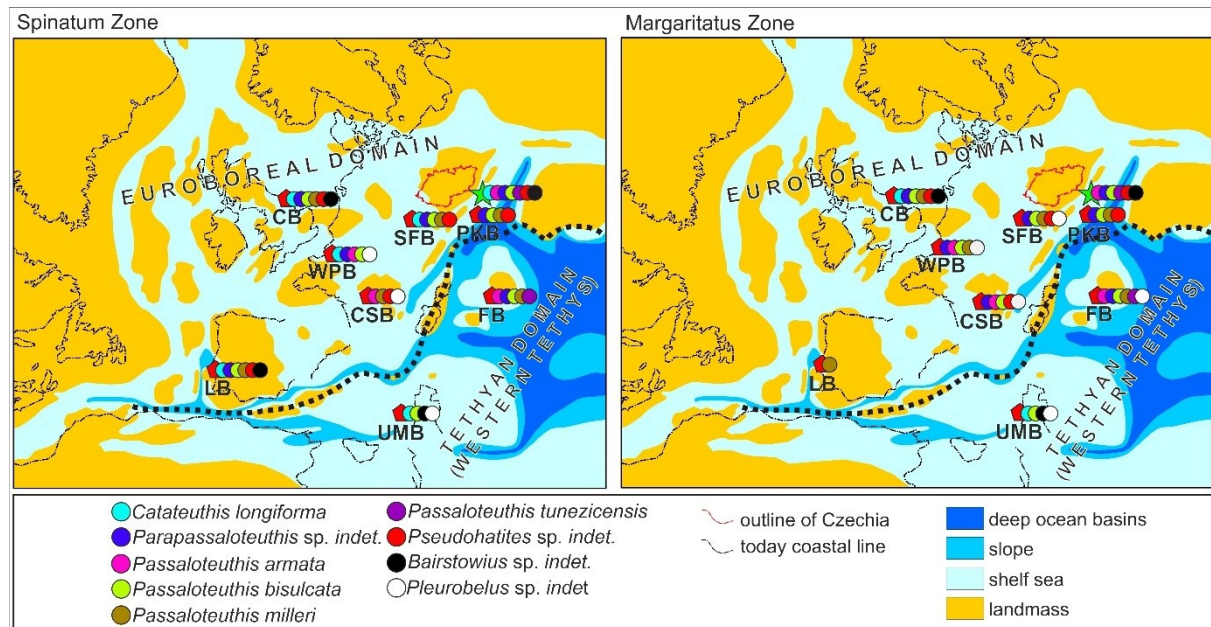 Spinatum Zone
EUROBOREAL DOMAIN
CB
SFB
PKB
WPB
CSB
FB
LB
UMB
TETHYAN DOMAIN
(WESTERN TETHYS)
Margaritatus Zone
EUROBOREAL DOMAIN
CB
SFB
PKB
WPB
CSB
FB
LB
UMB
TETHYAN DOMAIN
(WESTERN TETHYS)
Catateuthis longiforma
Parapassaloteuthis sp. indet.
Passaloteuthis armata
Passaloteuthis bisulcata
Passaloteuthis milleri
Passaloteuthis tunezicensis
Pseudohatites sp. indet.
Bairstowius sp. indet.
Pleurobelus sp. indet
outline of Czechia
today coastal line
deep ocean basins
slope
shelf sea
landmass